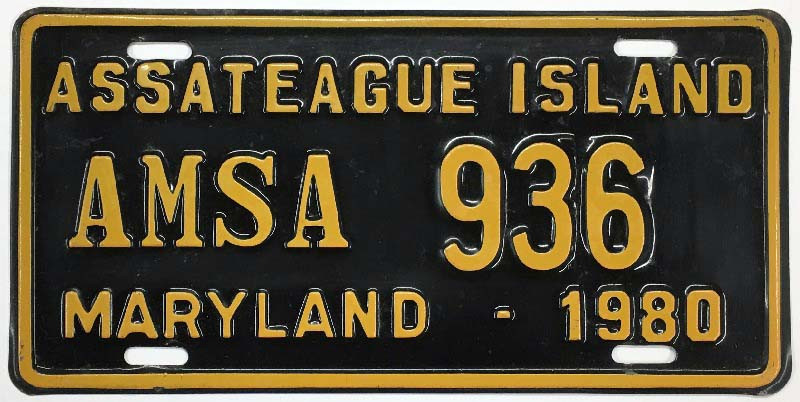 ASSATEAGUE ISLAND
AMSA 936
MARYLAND - 1980